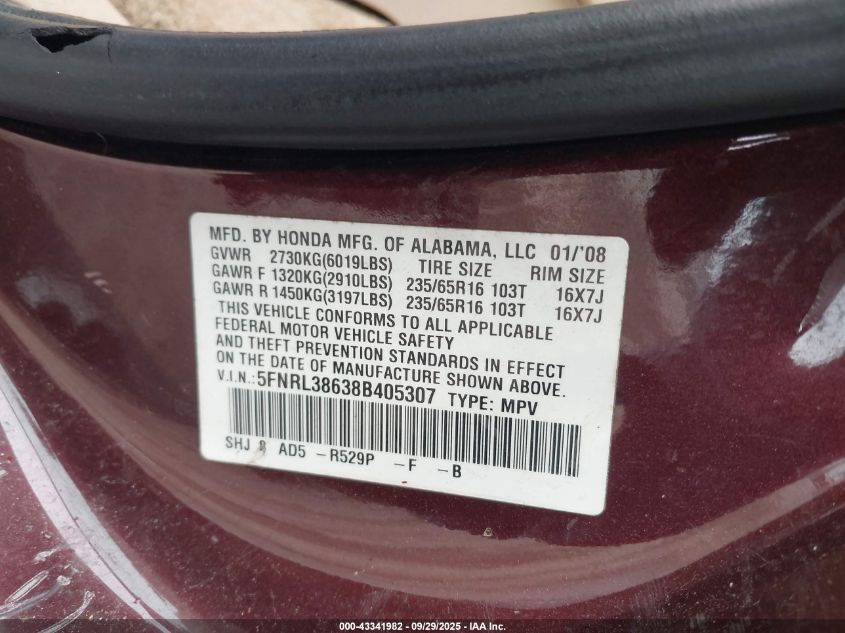 MFD. BY HONDA MFG. OF ALABAMA, LLC 01/'08
GVWR 2730KG(6019LBS) TIRE SIZE RIM SIZE
GAWR F 1320KG(2910LBS) 235/65R16 103T 16X7J
GAWR R 1450KG(3197LBS) 235/65R16 103T 16X7J
THIS VEHICLE CONFORMS TO ALL APPLICABLE
FEDERAL MOTOR VEHICLE SAFETY
AND THEFT PREVENTION STANDARDS IN EFFECT
ON THE DATE OF MANUFACTURE SHOWN ABOVE.
V.I.N.:5FNRL38638B405307 TYPE: MPV
SHJ 8 AD5 -R529P -F -B
000-43341982 - 09/29/2025 - IAA Inc.